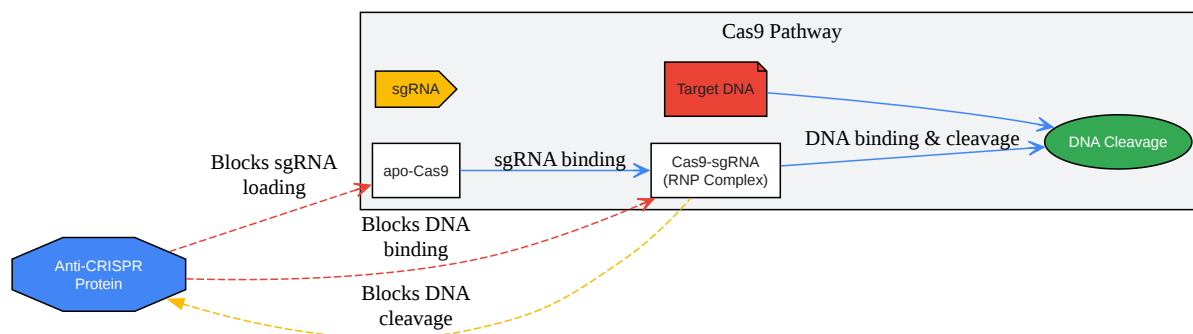 Cas9 Pathway
sgRNA
Target DNA
DNA binding & cleavage
DNA Cleavage
Blocks sgRNA
loading
apo-Cas9
sgRNA binding
Cas9-sgRNA
(RNP Complex)
Blocks DNA
binding
Anti-CRISPR
Protein
Blocks DNA
cleavage